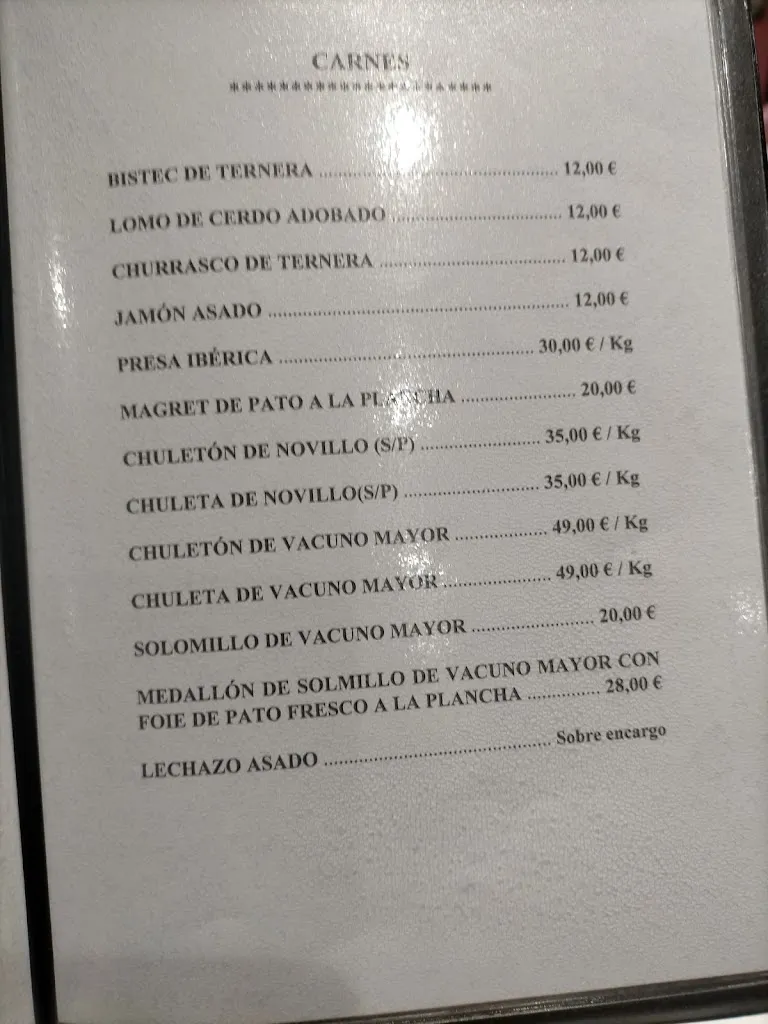 CARNES
**********************
BISTEC DE TERNERA ........................................................ 12,00 €
LOMO DE CERDO ADOBADO ........................................ 12,00 €
CHURRASCO DE TERNERA ............................................ 12,00 €
JAMÓN ASADO .................................................................... 12,00 €
PRESA IBÉRICA ............................................................ 30,00 € / Kg
MAGRET DE PATO A LA PLANCHA ........................... 20,00 €
CHULETÓN DE NOVILLO (S/P) ............................ 35,00 € / Kg
CHULETA DE NOVILLO(S/P) ................................ 35,00 € / Kg
CHULETÓN DE VACUNO MAYOR ...................... 49,00 € / Kg
CHULETA DE VACUNO MAYOR ......................... 49,00 € / Kg
SOLOMILLO DE VACUNO MAYOR ............................. 20,00 €
MEDALLÓN DE SOLMILLO DE VACUNO MAYOR CON
FOIE DE PATO FRESCO A LA PLANCHA ................. 28,00 €
LECHAZO ASADO ...................................................... Sobre encargo